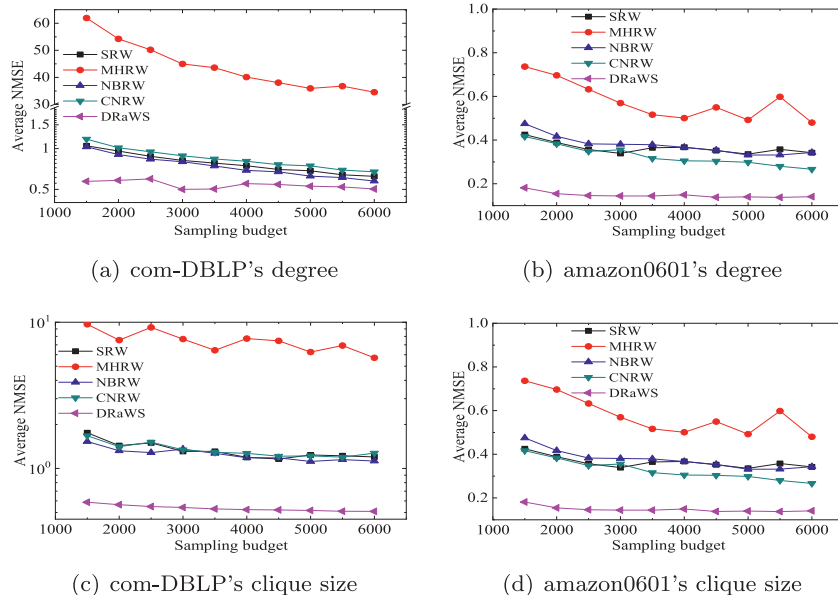 60
50
40
30
1.5
1
0.5
Average NMSE
SRW
MHRW
NBRW
CNRW
DRaWS
1000 2000 3000 4000 5000 6000
Sampling budget
(a) com-DBLP's degree
1.0
0.8
0.6
0.4
0.2
Average NMSE
SRW
MHRW
NBRW
CNRW
DRaWS
1000 2000 3000 4000 5000 6000
Sampling budget
(b) amazon0601's degree
10¹
10⁰
Average NMSE
SRW
MHRW
NBRW
CNRW
DRaWS
1000 2000 3000 4000 5000 6000
Sampling budget
(c) com-DBLP's clique size
1.0
0.8
0.6
0.4
0.2
Average NMSE
SRW
MHRW
NBRW
CNRW
DRaWS
1000 2000 3000 4000 5000 6000
Sampling budget
(d) amazon0601's clique size